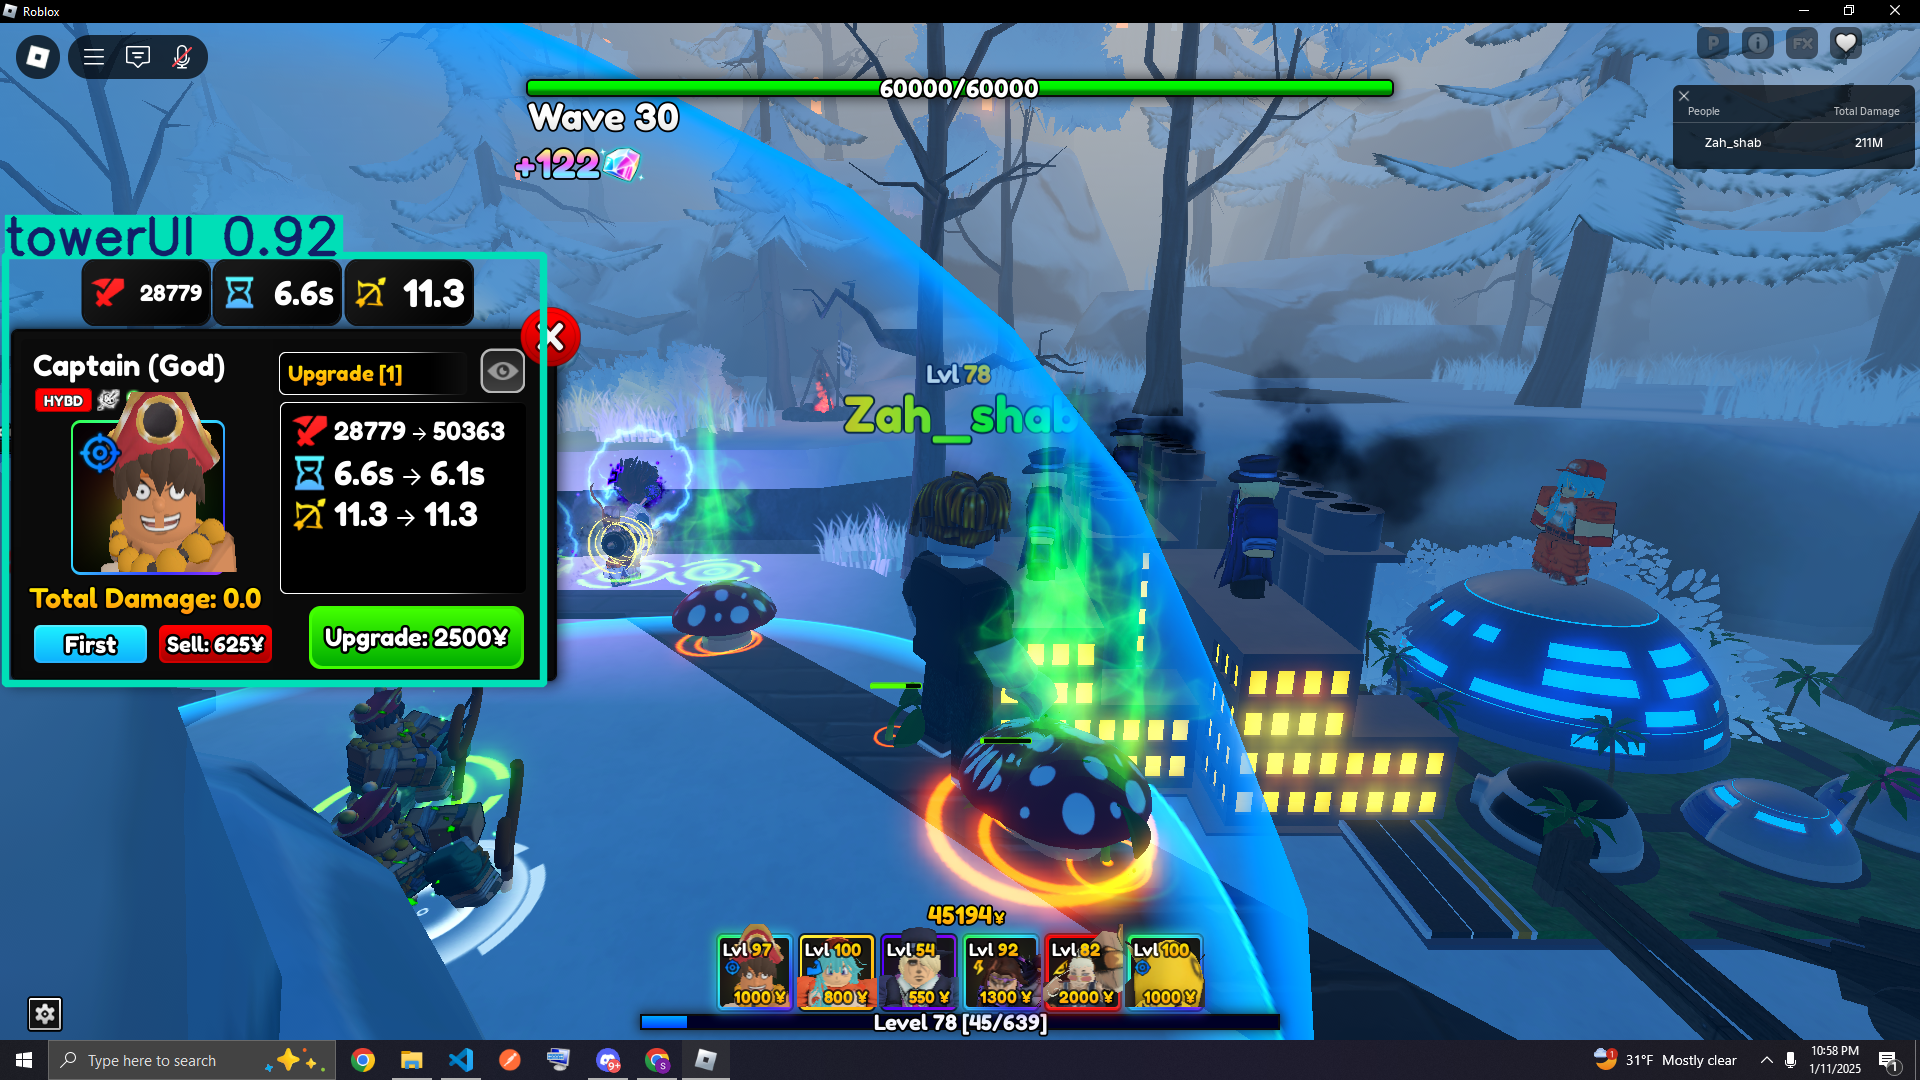 Roblox
60000/60000
Wave 30
+122
P
i
FX
People Total Damage
Zah_shab 211M
towerUI 0.92
28779 6.6s 11.3
Captain (God)
HYBD
Upgrade [1]
28779 → 50363
6.6s → 6.1s
11.3 → 11.3
Total Damage: 0.0
First
Sell: 625¥
Upgrade: 2500¥
Lvl 78
Zah_shab
45194¥
Lvl 97 Lvl 100 Lvl 54 Lvl 92 Lvl 82 Lvl 100
1000 ¥ 800 ¥ 550 ¥ 1300 ¥ 2000 ¥ 1000 ¥
Level 78 [45/639]
Type here to search
9+
S
1
31°F Mostly clear
10:58 PM
1/11/2025
1